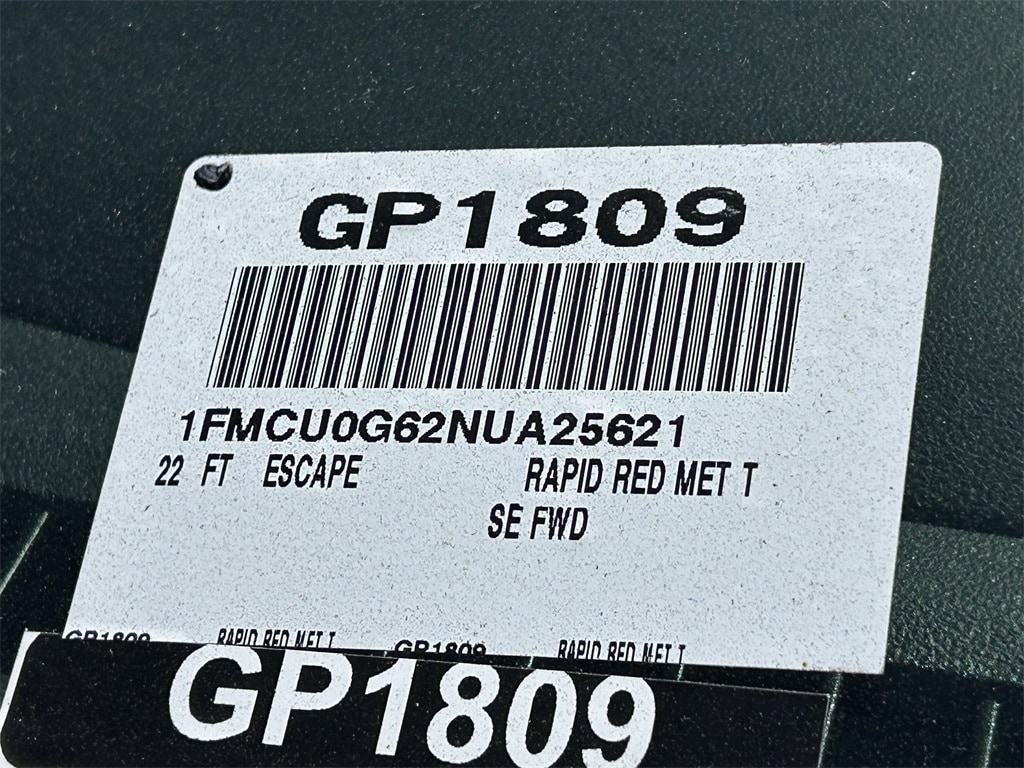 GP1809
1FMCU0G62NUA25621
22 FT ESCAPE RAPID RED MET T
SE FWD
GP1809 RAPID RED MET T GP1809 RAPID RED MET T
GP1809